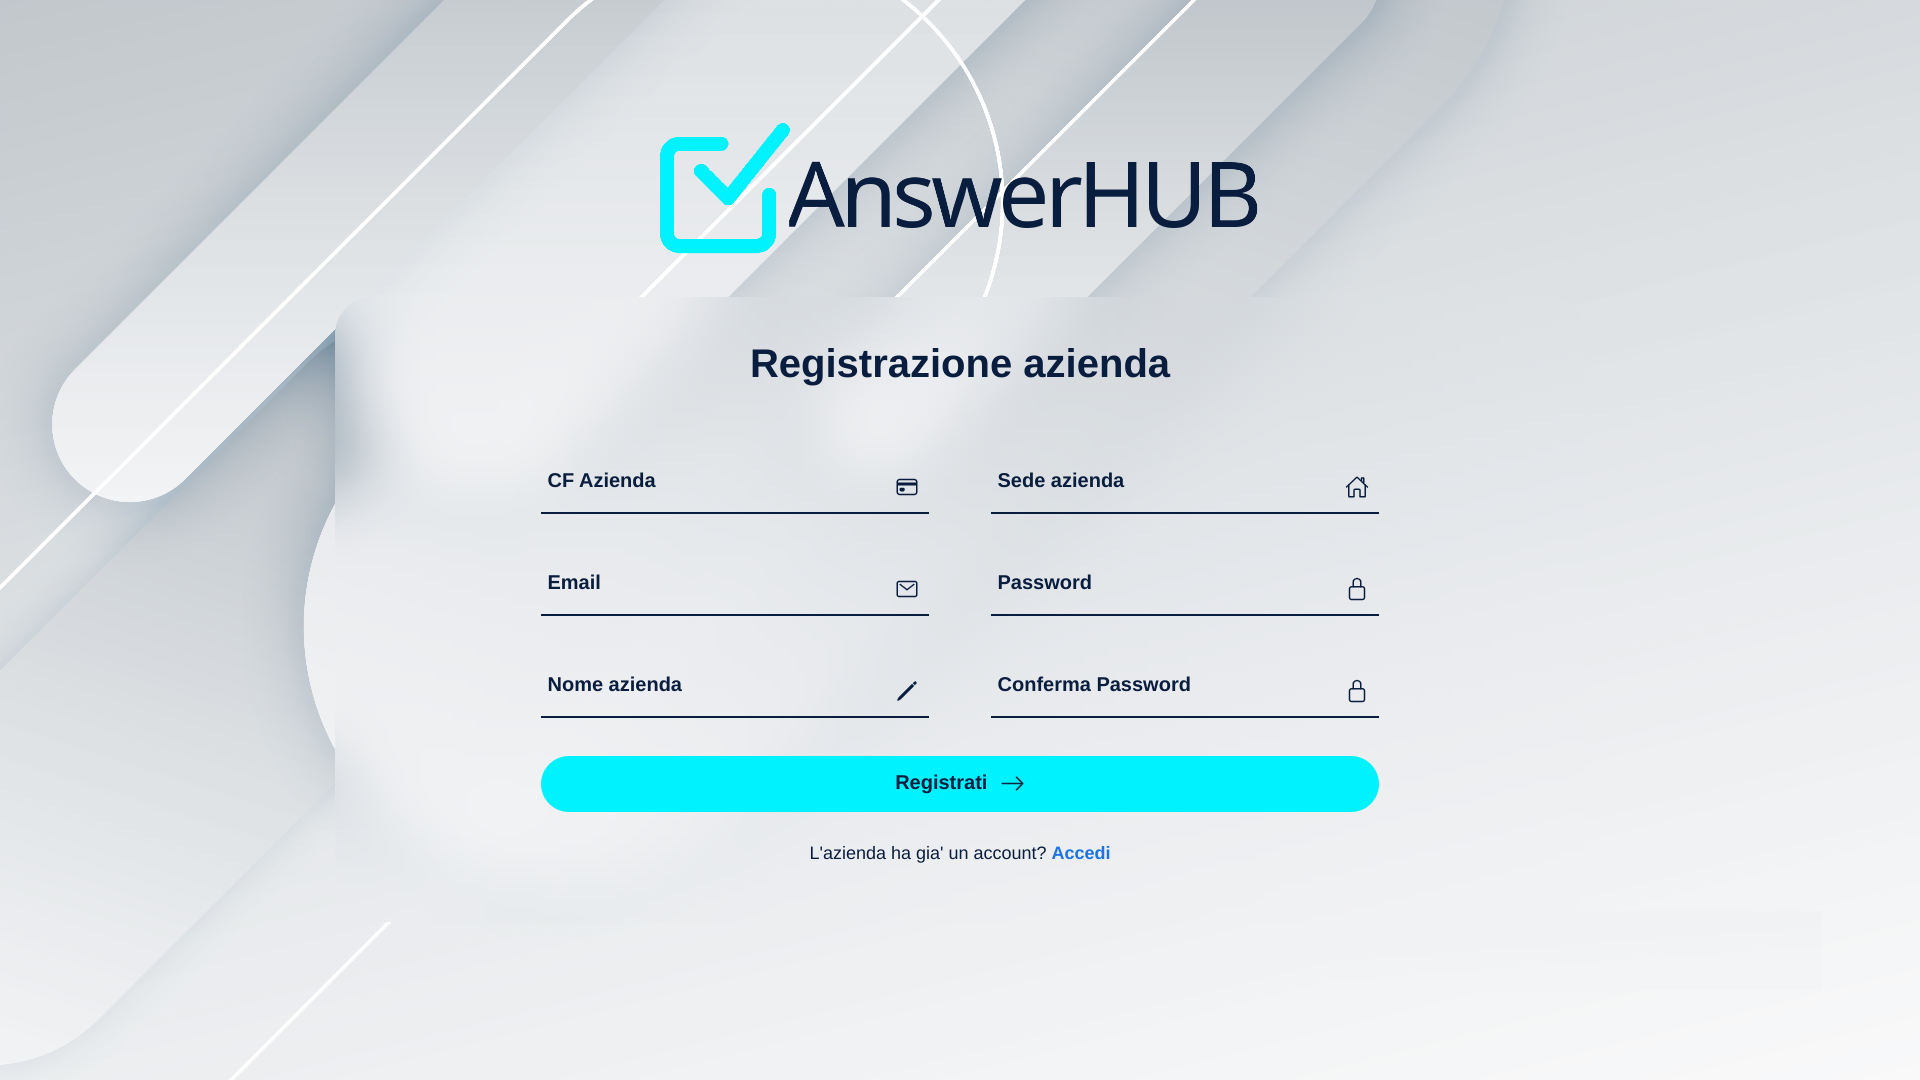 AnswerHUB
Registrazione azienda
CF Azienda
Sede azienda
Email
Password
Nome azienda
Conferma Password
Registrati
L'azienda ha gia' un account? Accedi